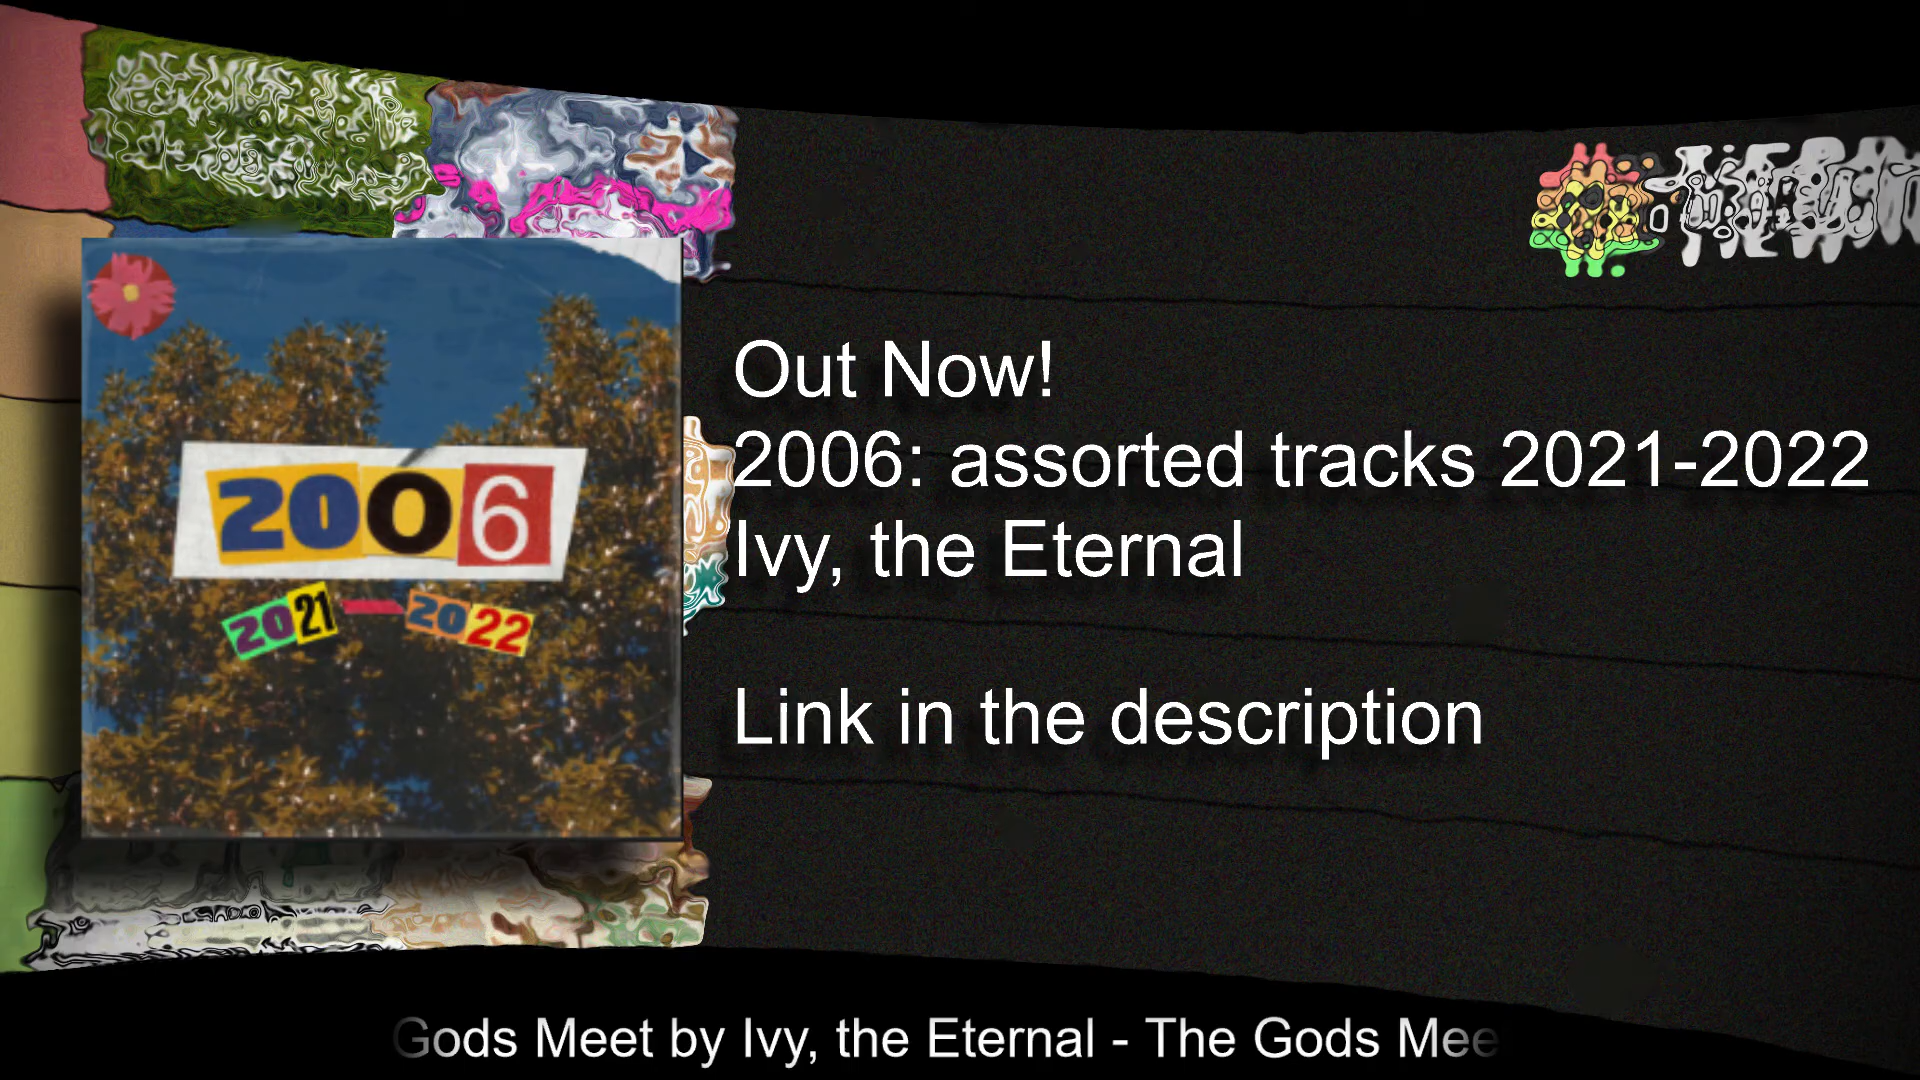 Out Now!
2006: assorted tracks 2021-2022
Ivy, the Eternal
Link in the description
2006
2021-2022
Gods Meet by Ivy, the Eternal - The Gods Mee